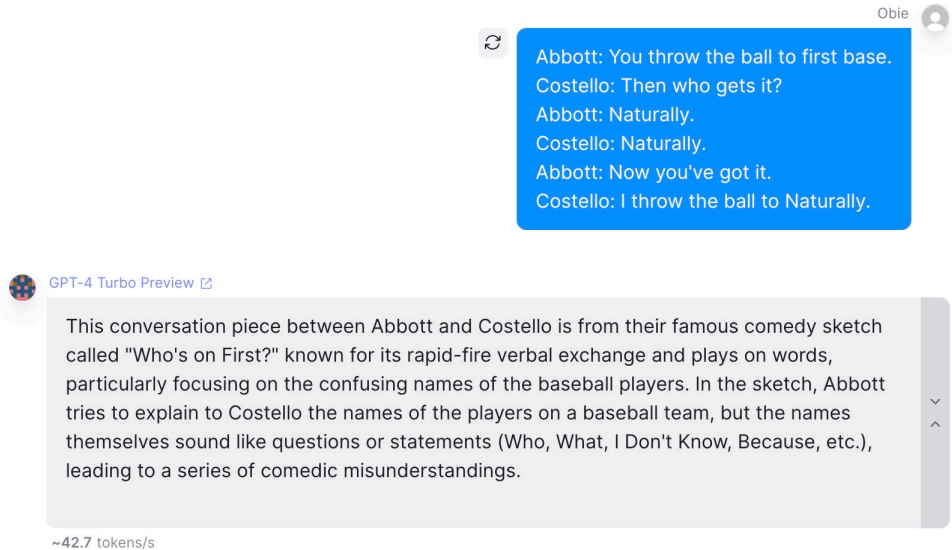 Obie
Abbott: You throw the ball to first base.
Costello: Then who gets it?
Abbott: Naturally.
Costello: Naturally.
Abbott: Now you've got it.
Costello: I throw the ball to Naturally.
GPT-4 Turbo Preview
This conversation piece between Abbott and Costello is from their famous comedy sketch
called "Who's on First?" known for its rapid-fire verbal exchange and plays on words,
particularly focusing on the confusing names of the baseball players. In the sketch, Abbott
tries to explain to Costello the names of the players on a baseball team, but the names
themselves sound like questions or statements (Who, What, I Don't Know, Because, etc.),
leading to a series of comedic misunderstandings.
~42.7 tokens/s